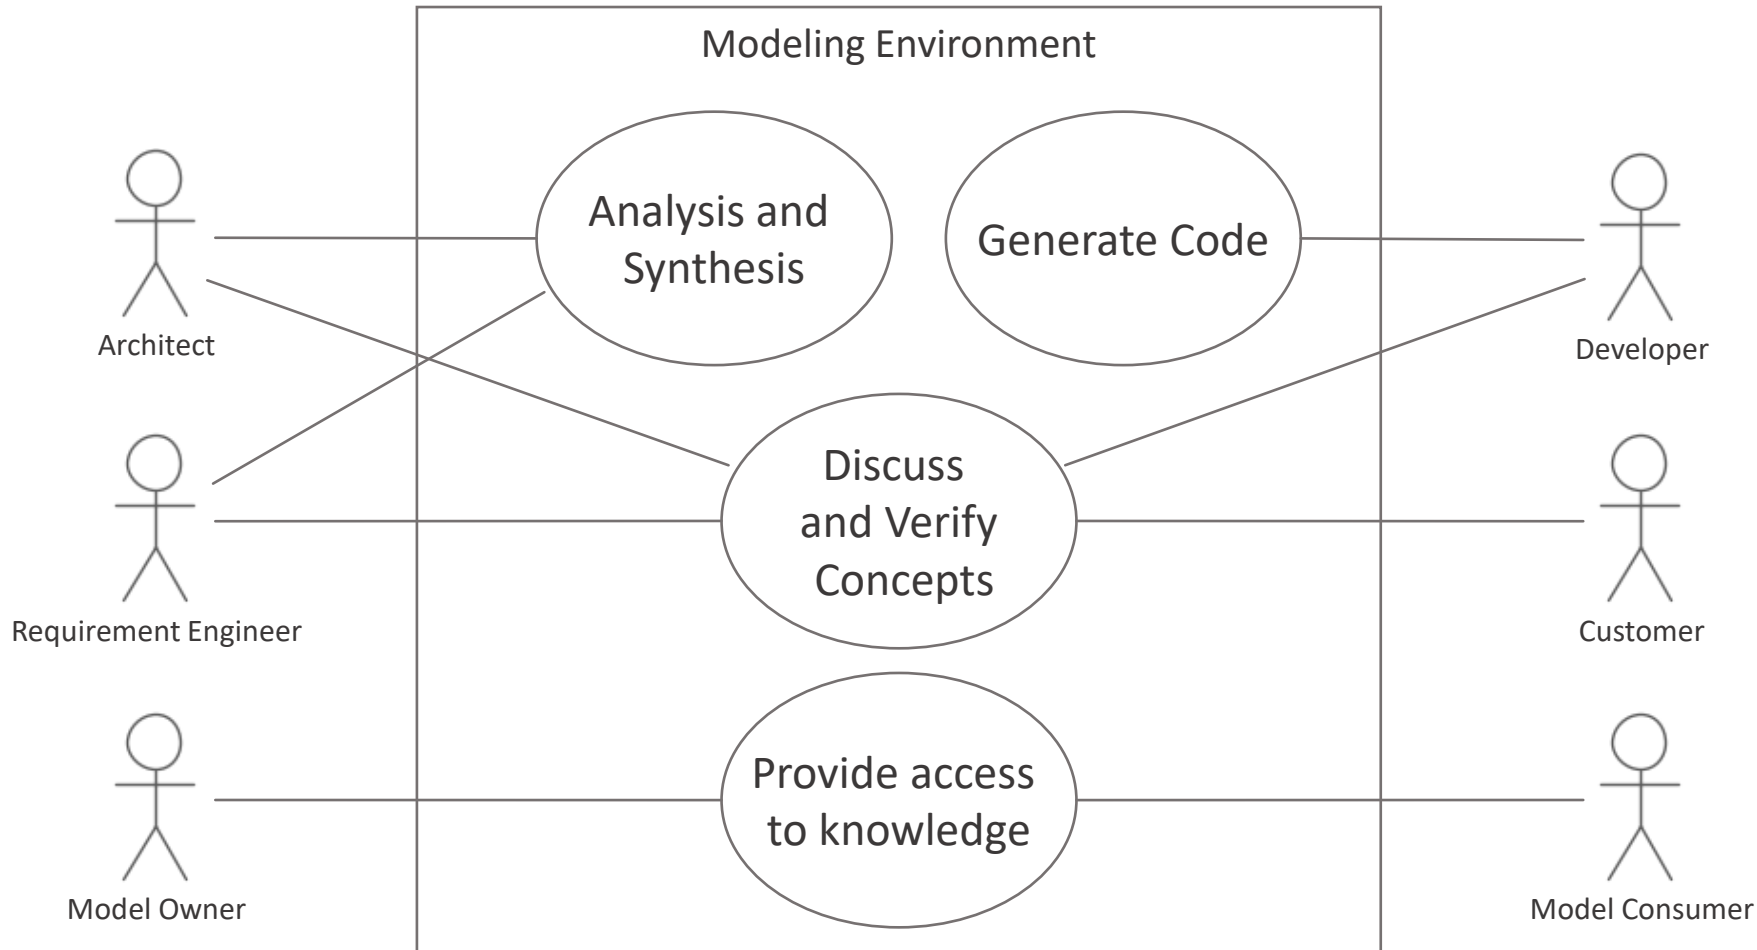 Modeling Environment
Analysis and
Synthesis
Generate Code
Architect
Developer
Discuss
and Verify
Concepts
Requirement Engineer
Customer
Provide access
to knowledge
Model Owner
Model Consumer